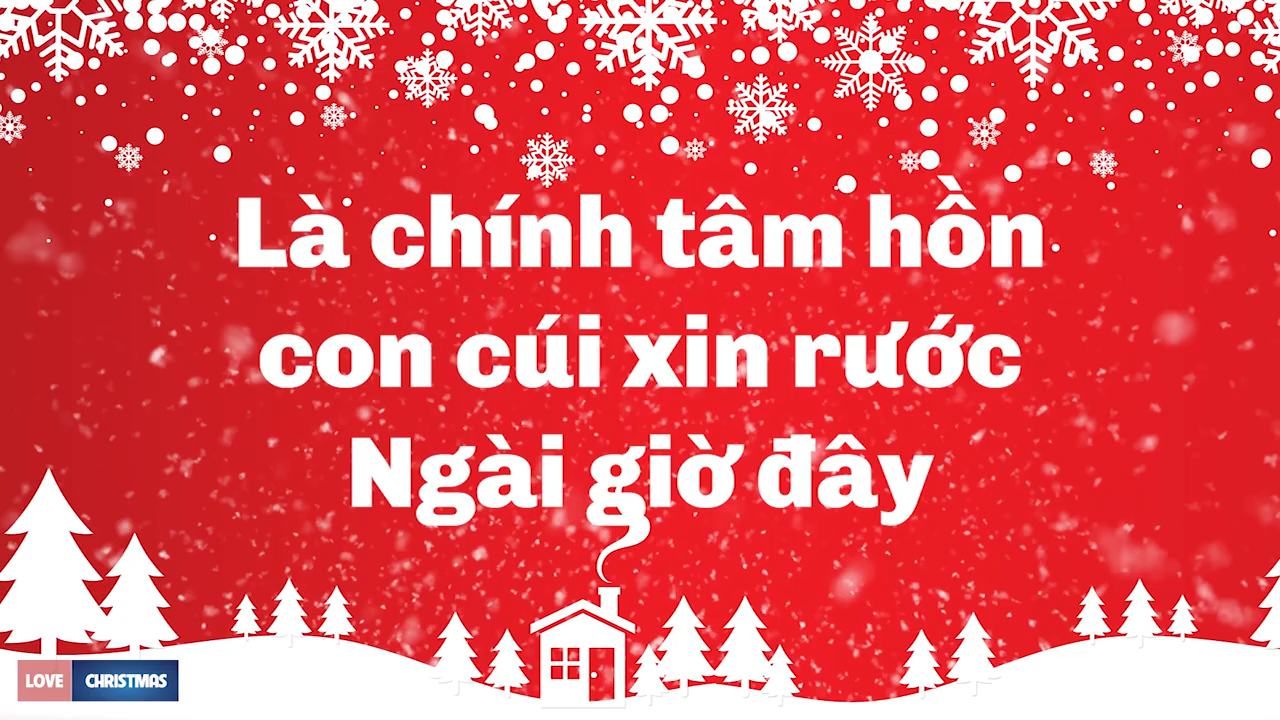 Là chính tâm hồn
con cúi xin rước
Ngài giờ đây
LOVE CHRISTMAS